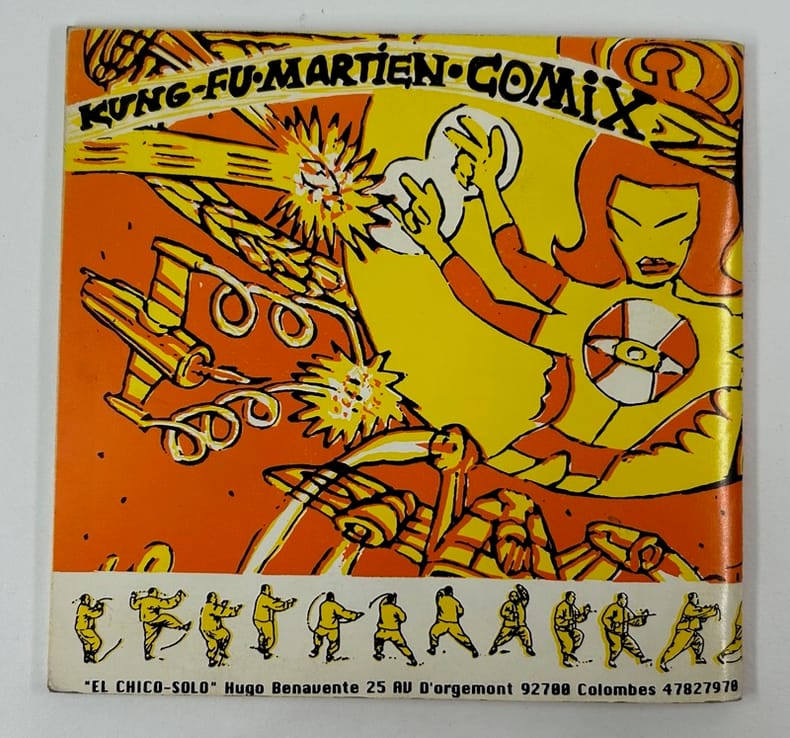 KUNG-FU•MARTIEN•COMIX
"EL CHICO-SOLO" Hugo Benavente 25 AV D'orgemont 92700 Colombes 47827970